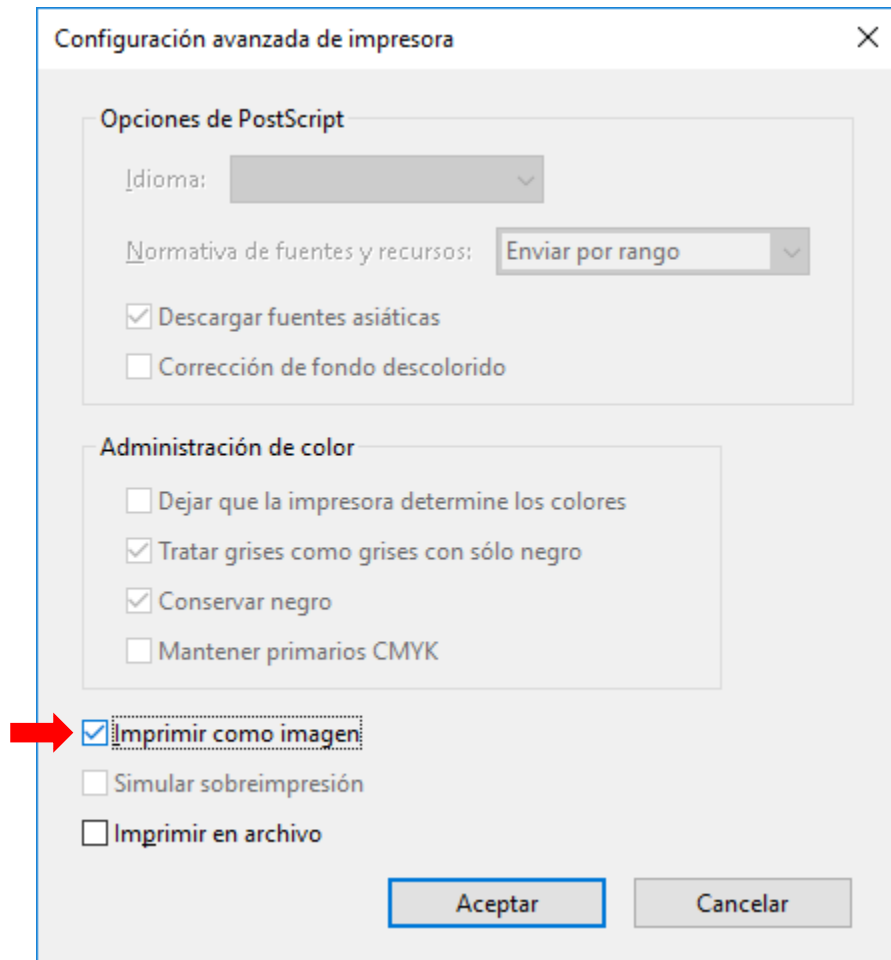 Configuración avanzada de impresora
Opciones de PostScript
Idioma:
Normativa de fuentes y recursos: Enviar por rango
Descargar fuentes asiáticas
Corrección de fondo descolorido
Administración de color
Dejar que la impresora determine los colores
Tratar grises como grises con sólo negro
Conservar negro
Mantener primarios CMYK
Imprimir como imagen
Simular sobreimpresión
Imprimir en archivo
Aceptar Cancelar